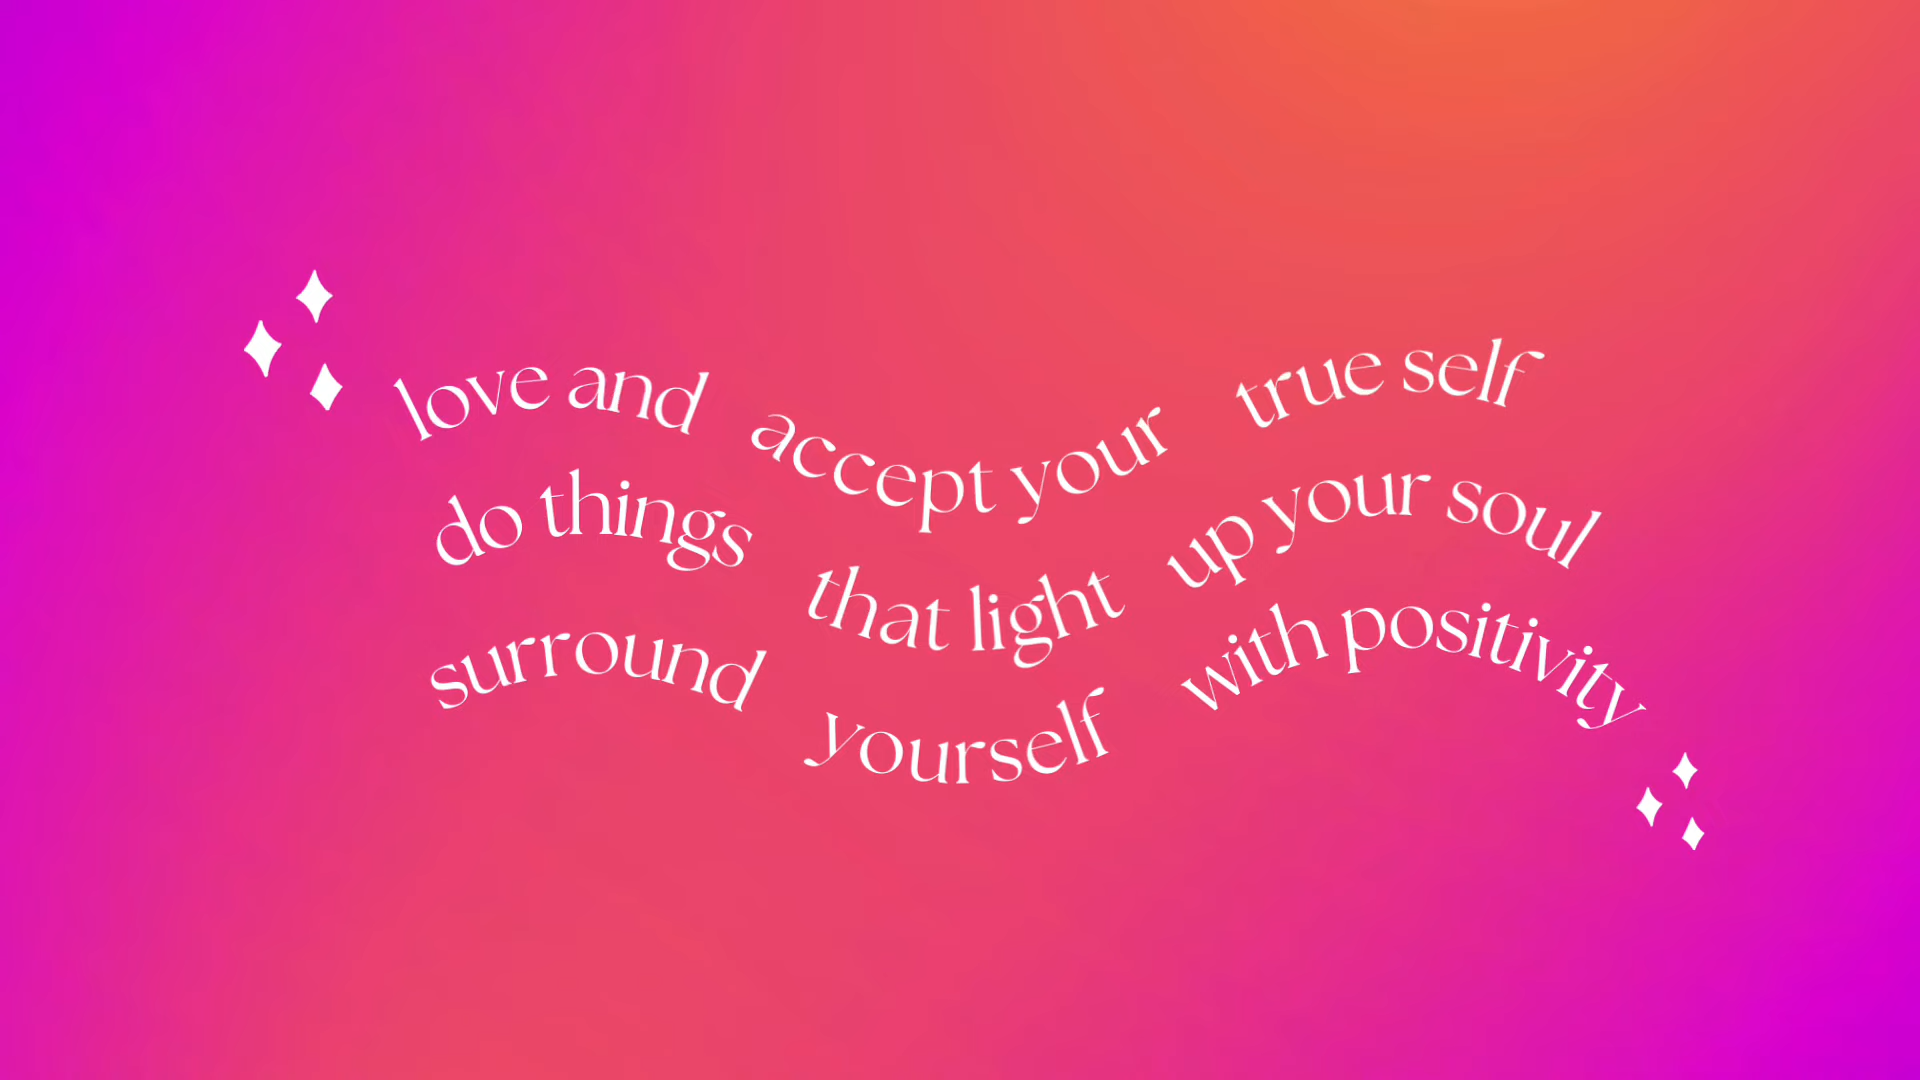 love and accept your true self
do things that light up your soul
surround yourself with positivity